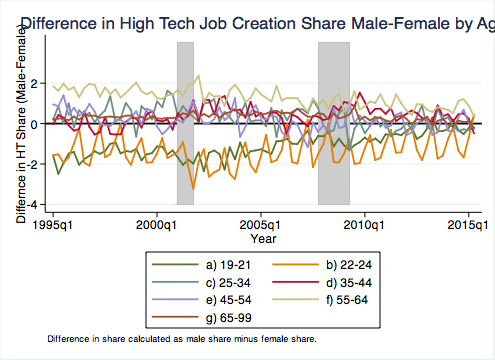 Difference in High Tech Job Creation Share Male-Female by Ag
Differnce in HT Share (Male-Female)
2
0
-2
-4
1995q1 2000q1 2005q1 2010q1 2015q1
Year
a) 19-21 b) 22-24
c) 25-34 d) 35-44
e) 45-54 f) 55-64
g) 65-99
Difference in share calculated as male share minus female share.